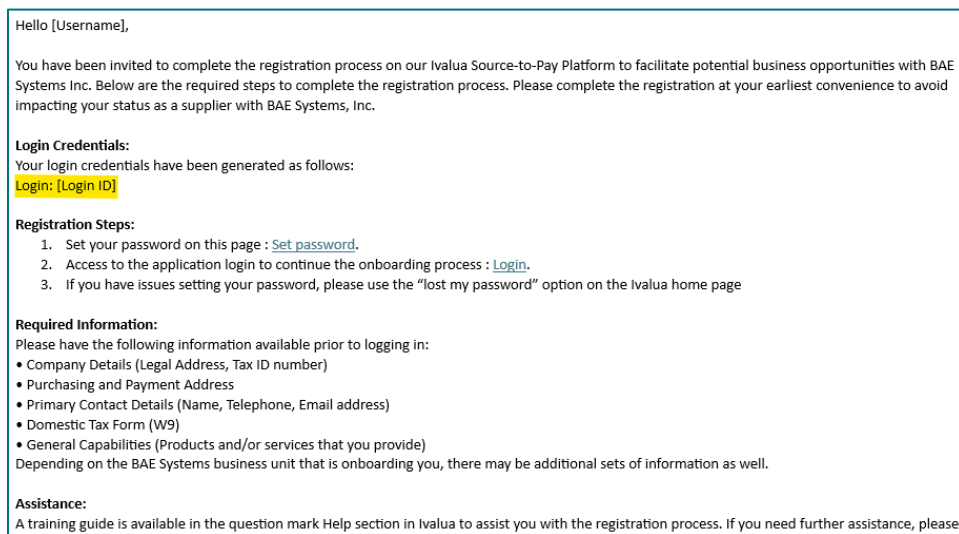 Hello [Username],
You have been invited to complete the registration process on our Ivalua Source-to-Pay Platform to facilitate potential business opportunities with BAE
Systems Inc. Below are the required steps to complete the registration process. Please complete the registration at your earliest convenience to avoid
impacting your status as a supplier with BAE Systems, Inc.
Login Credentials:
Your login credentials have been generated as follows:
Login: [Login ID]
Registration Steps:
1. Set your password on this page : Set password.
2. Access to the application login to continue the onboarding process : Login.
3. If you have issues setting your password, please use the “lost my password” option on the Ivalua home page
Required Information:
Please have the following information available prior to logging in:
• Company Details (Legal Address, Tax ID number)
• Purchasing and Payment Address
• Primary Contact Details (Name, Telephone, Email address)
• Domestic Tax Form (W9)
• General Capabilities (Products and/or services that you provide)
Depending on the BAE Systems business unit that is onboarding you, there may be additional sets of information as well.
Assistance:
A training guide is available in the question mark Help section in Ivalua to assist you with the registration process. If you need further assistance, please